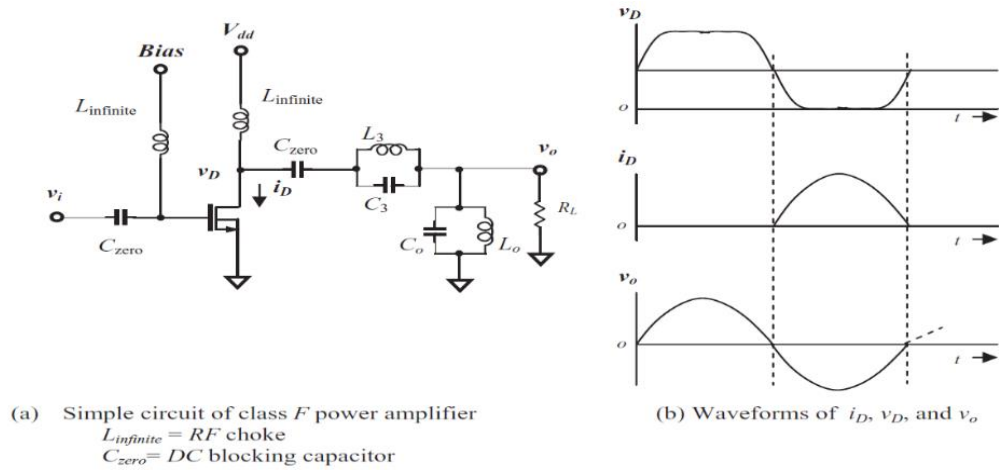 V_dd
Bias
L_infinite
L_infinite
C_zero
L_3
v_o
v_D
i_D
C_3
v_i
R_L
C_zero
C_o
L_o
(a) Simple circuit of class F power amplifier
L_infinite = RF choke
C_zero= DC blocking capacitor
v_D
o
t
i_D
o
t
v_o
o
t
(b) Waveforms of i_D, v_D, and v_o